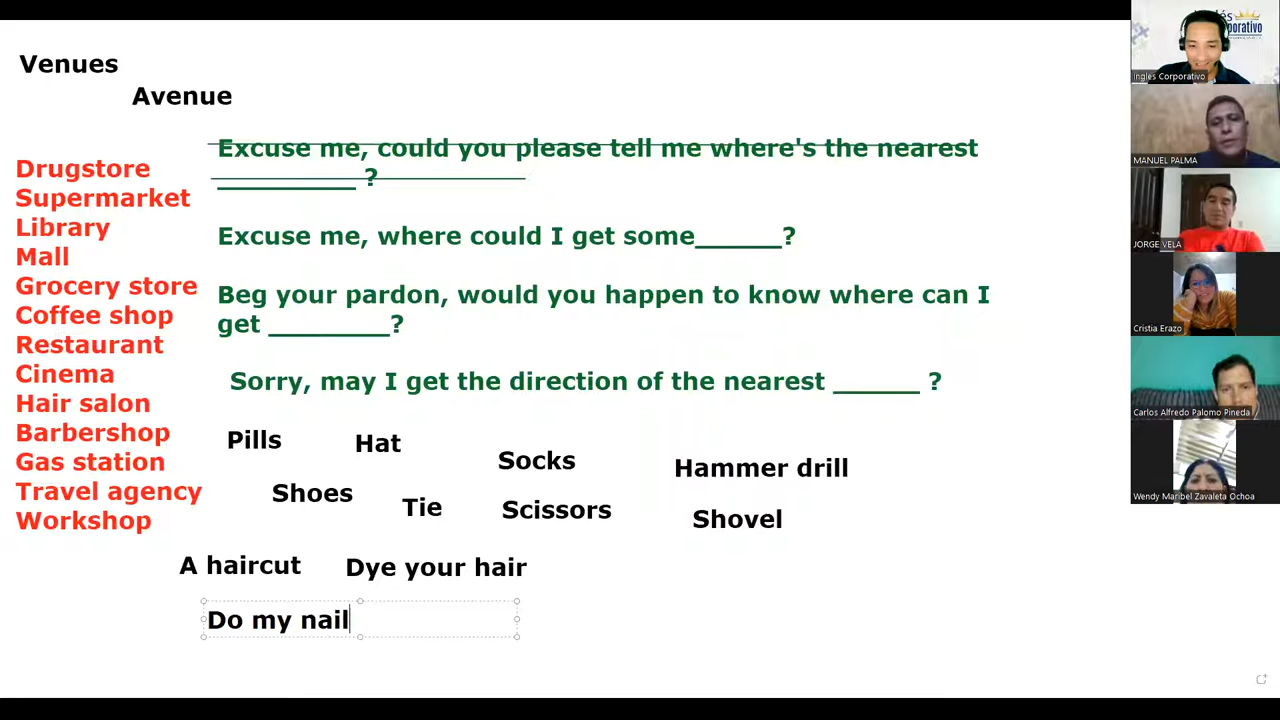 Venues
Avenue
Drugstore
Supermarket
Library
Mall
Grocery store
Coffee shop
Restaurant
Cinema
Hair salon
Barbershop
Gas station
Travel agency
Workshop
Excuse me, could you please tell me where's the nearest
________ ?
Excuse me, where could I get some______?
Beg your pardon, would you happen to know where can I
get ________?
Sorry, may I get the direction of the nearest ______ ?
Pills
Hat
Socks
Hammer drill
Shoes
Tie
Scissors
Shovel
A haircut
Dye your hair
Do my nail
Ingles Corporativo
MANUEL PALMA
JORGE VELA
Cristia Erazo
Carlos Alfredo Palomo Pineda
Wendy Maribel Zavaleta Ochoa